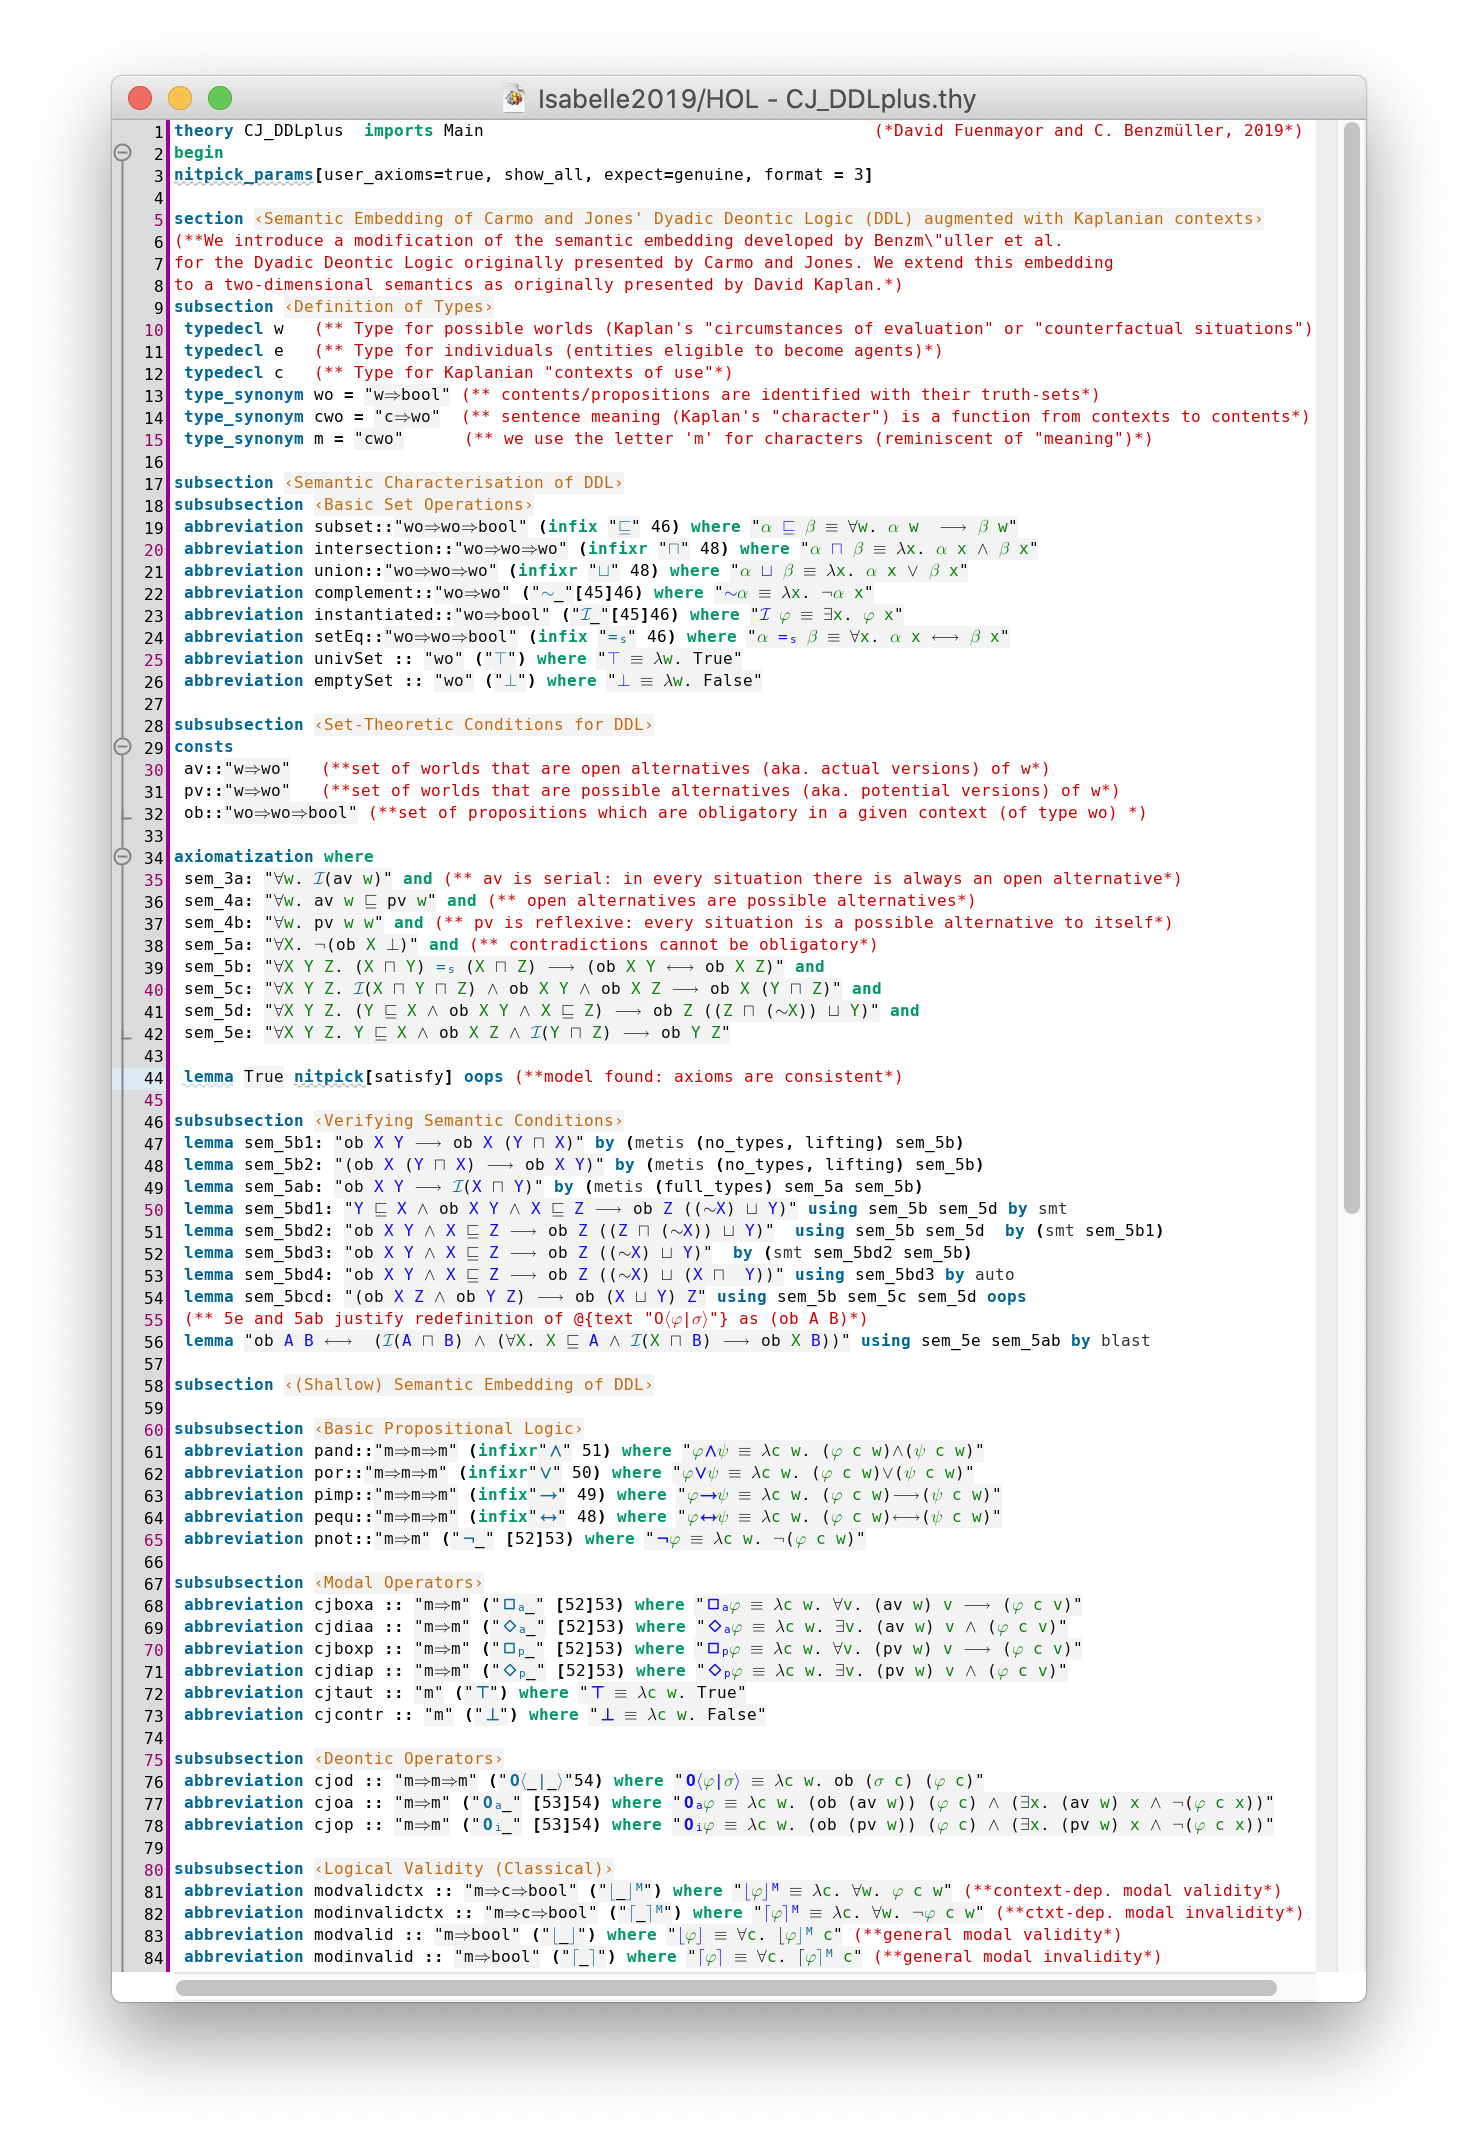 Isabelle2019/HOL - CJ_DDLplus.thy
1 theory CJ_DDLplus  imports Main (*David Fuenmayor and C. Benzmüller, 2019*)
2 begin
3 nitpick_params[user_axioms=true, show_all, expect=genuine, format = 3]
4
5 section ‹Semantic Embedding of Carmo and Jones' Dyadic Deontic Logic (DDL) augmented with Kaplanian contexts›
6 (**We introduce a modification of the semantic embedding developed by Benzm\"uller et al.
7 for the Dyadic Deontic Logic originally presented by Carmo and Jones. We extend this embedding
8 to a two-dimensional semantics as originally presented by David Kaplan.*)
9 subsection ‹Definition of Types›
10 typedecl w   (** Type for possible worlds (Kaplan's "circumstances of evaluation" or "counterfactual situations")
11 typedecl e   (** Type for individuals (entities eligible to become agents)*)
12 typedecl c   (** Type for Kaplanian "contexts of use"*)
13 type_synonym wo = "w⇒bool" (** contents/propositions are identified with their truth-sets*)
14 type_synonym cwo = "c⇒wo"  (** sentence meaning (Kaplan's "character") is a function from contexts to contents*)
15 type_synonym m = "cwo"      (** we use the letter 'm' for characters (reminiscent of "meaning")*)
16
17 subsection ‹Semantic Characterisation of DDL›
18 subsubsection ‹Basic Set Operations›
19 abbreviation subset::"wo⇒wo⇒bool" (infix "⊑" 46) where "α ⊑ β ≡ ∀w. α w  ⟶ β w"
20 abbreviation intersection::"wo⇒wo⇒wo" (infixr "⊓" 48) where "α ⊓ β ≡ λx. α x ∧ β x"
21 abbreviation union::"wo⇒wo⇒wo" (infixr "⊔" 48) where "α ⊔ β ≡ λx. α x ∨ β x"
22 abbreviation complement::"wo⇒wo" ("∼_"[45]46) where "∼α ≡ λx. ¬α x"
23 abbreviation instantiated::"wo⇒bool" ("ℐ_"[45]46) where "ℐ φ ≡ ∃x. φ x"
24 abbreviation setEq::"wo⇒wo⇒bool" (infix "=ₛ" 46) where "α =ₛ β ≡ ∀x. α x ⟷ β x"
25 abbreviation univSet :: "wo" ("⊤") where "⊤ ≡ λw. True"
26 abbreviation emptySet :: "wo" ("⊥") where "⊥ ≡ λw. False"
27
28 subsubsection ‹Set-Theoretic Conditions for DDL›
29 consts
30 av::"w⇒wo"   (**set of worlds that are open alternatives (aka. actual versions) of w*)
31 pv::"w⇒wo"   (**set of worlds that are possible alternatives (aka. potential versions) of w*)
32 ob::"wo⇒wo⇒bool" (**set of propositions which are obligatory in a given context (of type wo) *)
33
34 axiomatization where
35 sem_3a: "∀w. ℐ(av w)" and (** av is serial: in every situation there is always an open alternative*)
36 sem_4a: "∀w. av w ⊑ pv w" and (** open alternatives are possible alternatives*)
37 sem_4b: "∀w. pv w w" and (** pv is reflexive: every situation is a possible alternative to itself*)
38 sem_5a: "∀X. ¬(ob X ⊥)" and (** contradictions cannot be obligatory*)
39 sem_5b: "∀X Y Z. (X ⊓ Y) =ₛ (X ⊓ Z) ⟶ (ob X Y ⟷ ob X Z)" and
40 sem_5c: "∀X Y Z. ℐ(X ⊓ Y ⊓ Z) ∧ ob X Y ∧ ob X Z ⟶ ob X (Y ⊓ Z)" and
41 sem_5d: "∀X Y Z. (Y ⊑ X ∧ ob X Y ∧ X ⊑ Z) ⟶ ob Z ((Z ⊓ (∼X)) ⊔ Y)" and
42 sem_5e: "∀X Y Z. Y ⊑ X ∧ ob X Z ∧ ℐ(Y ⊓ Z) ⟶ ob Y Z"
43
44 lemma True nitpick[satisfy] oops (**model found: axioms are consistent*)
45
46 subsubsection ‹Verifying Semantic Conditions›
47 lemma sem_5b1: "ob X Y ⟶ ob X (Y ⊓ X)" by (metis (no_types, lifting) sem_5b)
48 lemma sem_5b2: "(ob X (Y ⊓ X) ⟶ ob X Y)" by (metis (no_types, lifting) sem_5b)
49 lemma sem_5ab: "ob X Y ⟶ ℐ(X ⊓ Y)" by (metis (full_types) sem_5a sem_5b)
50 lemma sem_5bd1: "Y ⊑ X ∧ ob X Y ∧ X ⊑ Z ⟶ ob Z ((∼X) ⊔ Y)" using sem_5b sem_5d by smt
51 lemma sem_5bd2: "ob X Y ∧ X ⊑ Z ⟶ ob Z ((Z ⊓ (∼X)) ⊔ Y)"  using sem_5b sem_5d  by (smt sem_5b1)
52 lemma sem_5bd3: "ob X Y ∧ X ⊑ Z ⟶ ob Z ((∼X) ⊔ Y)"  by (smt sem_5bd2 sem_5b)
53 lemma sem_5bd4: "ob X Y ∧ X ⊑ Z ⟶ ob Z ((∼X) ⊔ (X ⊓  Y))" using sem_5bd3 by auto
54 lemma sem_5bcd: "(ob X Z ∧ ob Y Z) ⟶ ob (X ⊔ Y) Z" using sem_5b sem_5c sem_5d oops
55 (** 5e and 5ab justify redefinition of @{text "O⟨φ|σ⟩"} as (ob A B)*)
56 lemma "ob A B ⟷  (ℐ(A ⊓ B) ∧ (∀X. X ⊑ A ∧ ℐ(X ⊓ B) ⟶ ob X B))" using sem_5e sem_5ab by blast
57
58 subsection ‹(Shallow) Semantic Embedding of DDL›
59
60 subsubsection ‹Basic Propositional Logic›
61 abbreviation pand::"m⇒m⇒m" (infixr"∧" 51) where "φ∧ψ ≡ λc w. (φ c w)∧(ψ c w)"
62 abbreviation por::"m⇒m⇒m" (infixr"∨" 50) where "φ∨ψ ≡ λc w. (φ c w)∨(ψ c w)"
63 abbreviation pimp::"m⇒m⇒m" (infix"→" 49) where "φ→ψ ≡ λc w. (φ c w)⟶(ψ c w)"
64 abbreviation pequ::"m⇒m⇒m" (infix"↔" 48) where "φ↔ψ ≡ λc w. (φ c w)⟷(ψ c w)"
65 abbreviation pnot::"m⇒m" ("¬_" [52]53) where "¬φ ≡ λc w. ¬(φ c w)"
66
67 subsubsection ‹Modal Operators›
68 abbreviation cjboxa :: "m⇒m" ("□ₐ_" [52]53) where "□ₐφ ≡ λc w. ∀v. (av w) v ⟶ (φ c v)"
69 abbreviation cjdiaa :: "m⇒m" ("◇ₐ_" [52]53) where "◇ₐφ ≡ λc w. ∃v. (av w) v ∧ (φ c v)"
70 abbreviation cjboxp :: "m⇒m" ("□ₚ_" [52]53) where "□ₚφ ≡ λc w. ∀v. (pv w) v ⟶ (φ c v)"
71 abbreviation cjdiap :: "m⇒m" ("◇ₚ_" [52]53) where "◇ₚφ ≡ λc w. ∃v. (pv w) v ∧ (φ c v)"
72 abbreviation cjtaut :: "m" ("⊤") where "⊤ ≡ λc w. True"
73 abbreviation cjcontr :: "m" ("⊥") where "⊥ ≡ λc w. False"
74
75 subsubsection ‹Deontic Operators›
76 abbreviation cjod :: "m⇒m⇒m" ("O⟨_|_⟩"54) where "O⟨φ|σ⟩ ≡ λc w. ob (σ c) (φ c)"
77 abbreviation cjoa :: "m⇒m" ("Oₐ_" [53]54) where "Oₐφ ≡ λc w. (ob (av w)) (φ c) ∧ (∃x. (av w) x ∧ ¬(φ c x))"
78 abbreviation cjop :: "m⇒m" ("Oᵢ_" [53]54) where "Oᵢφ ≡ λc w. (ob (pv w)) (φ c) ∧ (∃x. (pv w) x ∧ ¬(φ c x))"
79
80 subsubsection ‹Logical Validity (Classical)›
81 abbreviation modvalidctx :: "m⇒c⇒bool" ("⌊_⌋ᴹ") where "⌊φ⌋ᴹ ≡ λc. ∀w. φ c w" (**context-dep. modal validity*)
82 abbreviation modinvalidctx :: "m⇒c⇒bool" ("⌈_⌉ᴹ") where "⌈φ⌉ᴹ ≡ λc. ∀w. ¬φ c w" (**ctxt-dep. modal invalidity*)
83 abbreviation modvalid :: "m⇒bool" ("⌊_⌋") where "⌊φ⌋ ≡ ∀c. ⌊φ⌋ᴹ c" (**general modal validity*)
84 abbreviation modinvalid :: "m⇒bool" ("⌈_⌉") where "⌈φ⌉ ≡ ∀c. ⌈φ⌉ᴹ c" (**general modal invalidity*)